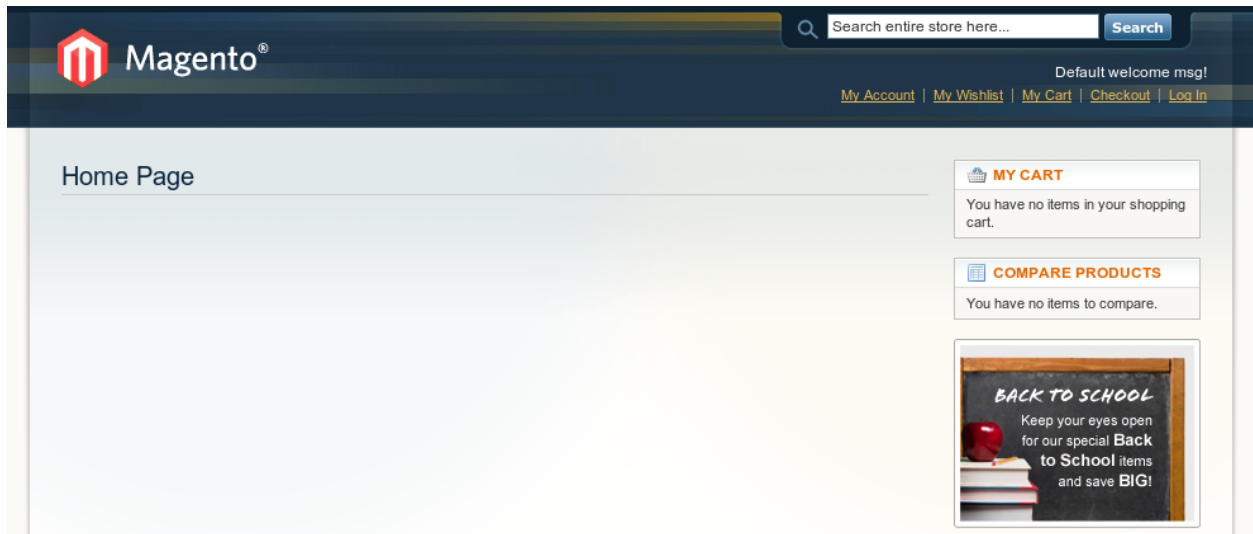 Magento®
Search entire store here...
Search
Default welcome msg!
My Account | My Wishlist | My Cart | Checkout | Log In
Home Page
MY CART
You have no items in your shopping
cart.
COMPARE PRODUCTS
You have no items to compare.
BACK TO SCHOOL
Keep your eyes open
for our special Back
to School items
and save BIG!